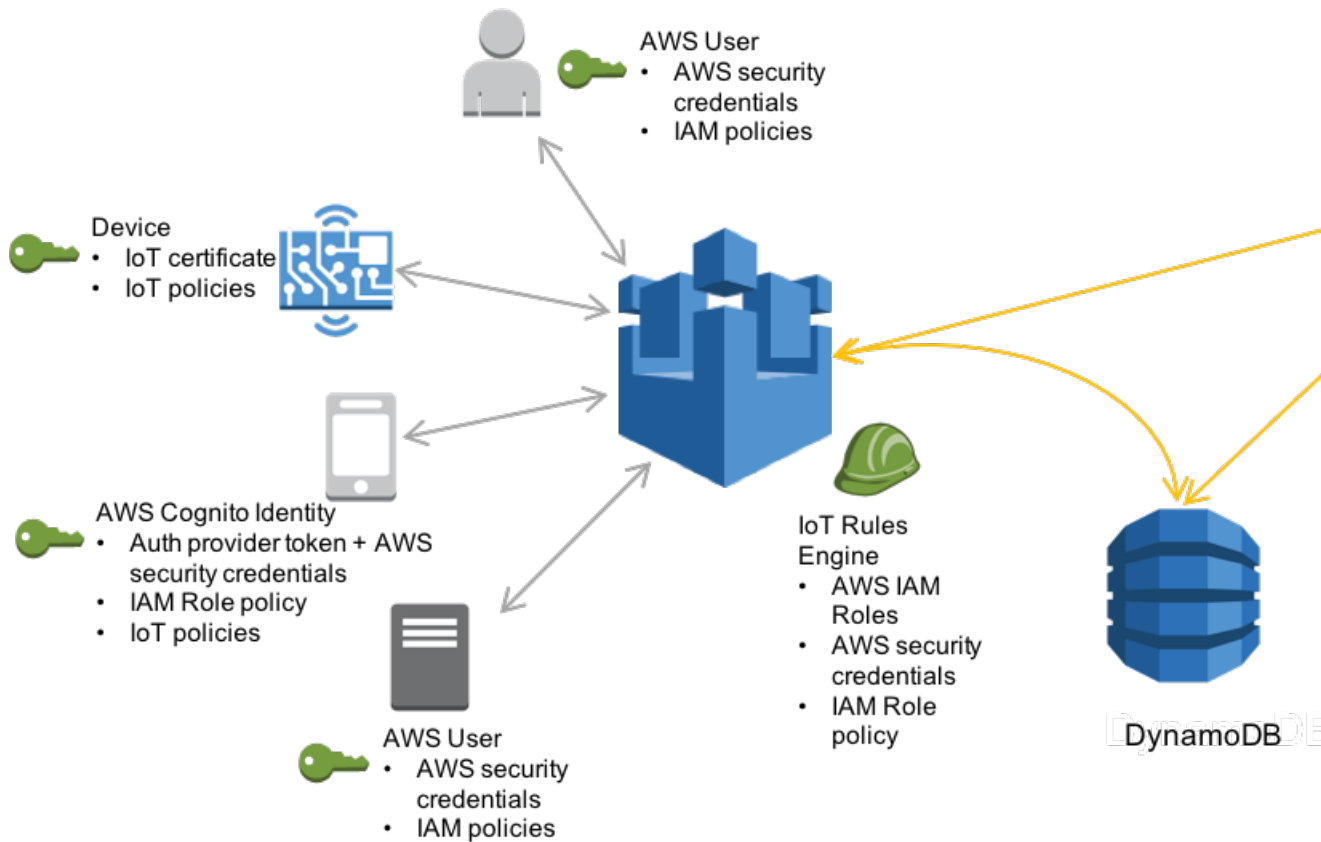 AWS User
• AWS security
credentials
• IAM policies
Device
• IoT certificate
• IoT policies
AWS Cognito Identity
• Auth provider token + AWS
security credentials
• IAM Role policy
• IoT policies
IoT Rules
Engine
• AWS IAM
Roles
• AWS security
credentials
• IAM Role
policy
DynamoDB
AWS User
• AWS security
credentials
• IAM policies